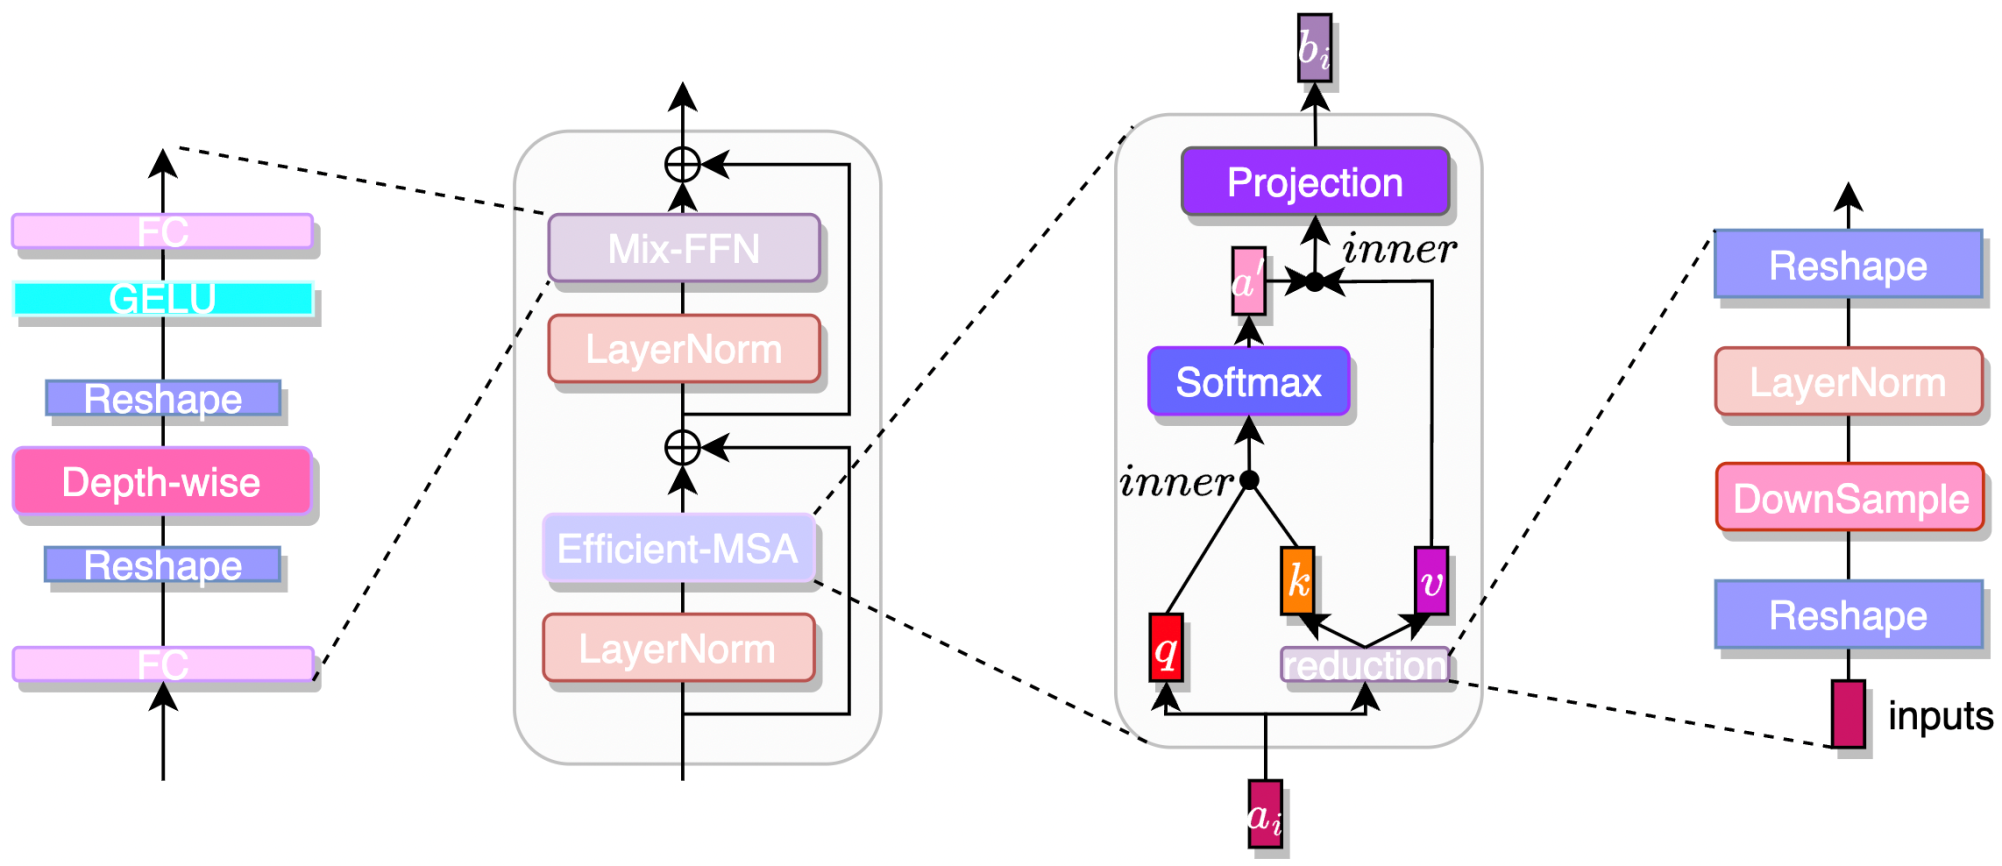 FC
GELU
Reshape
Depth-wise
Reshape
FC
Mix-FFN
LayerNorm
Efficient-MSA
LayerNorm
b_i
Projection
a' inner
Softmax
inner
k v
q reduction
a_i
Reshape
LayerNorm
DownSample
Reshape
inputs